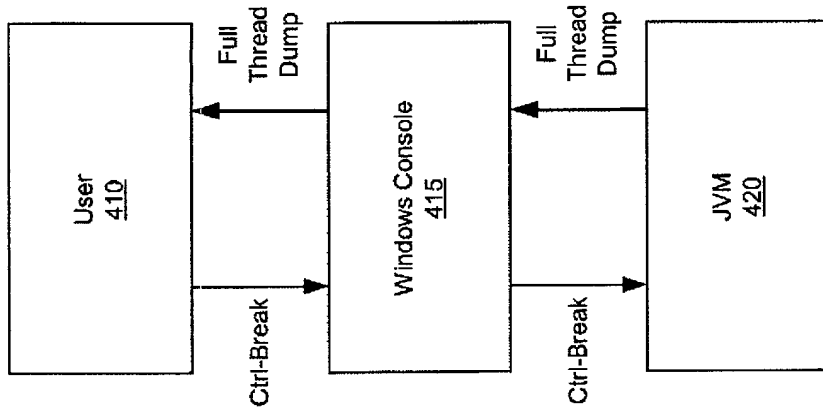 User
410
Full
Thread
Dump
Ctrl-Break
Windows Console
415
Full
Thread
Dump
Ctrl-Break
JVM
420